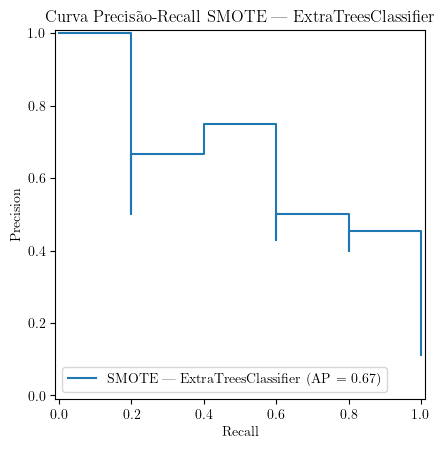 Curva Precisão-Recall SMOTE — ExtraTreesClassifier
1.0
0.8
0.6
0.4
0.2
0.0
Precision
SMOTE — ExtraTreesClassifier (AP = 0.67)
0.0 0.2 0.4 0.6 0.8 1.0
Recall